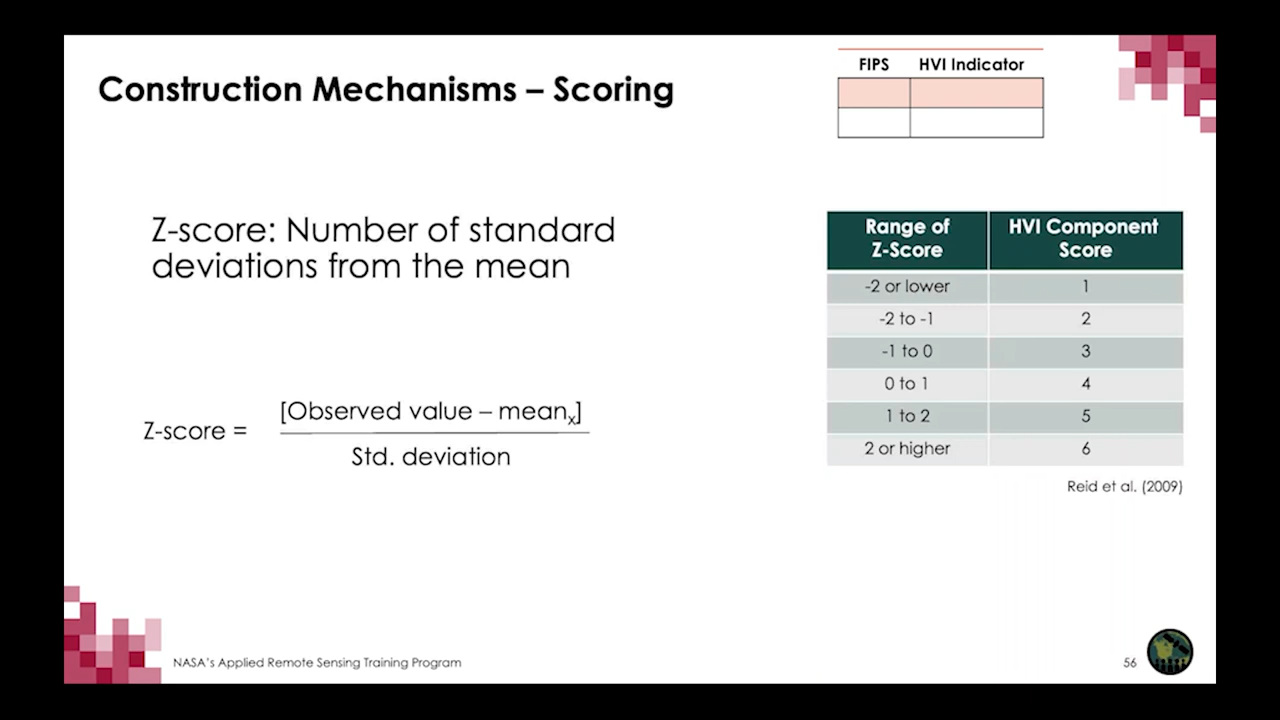 Construction Mechanisms – Scoring
FIPS HVI Indicator
Z-score: Number of standard
deviations from the mean
Z-score = [Observed value – meanₓ]
Std. deviation
Range of Z-Score HVI Component Score
-2 or lower 1
-2 to -1 2
-1 to 0 3
0 to 1 4
1 to 2 5
2 or higher 6
Reid et al. (2009)
NASA's Applied Remote Sensing Training Program
56